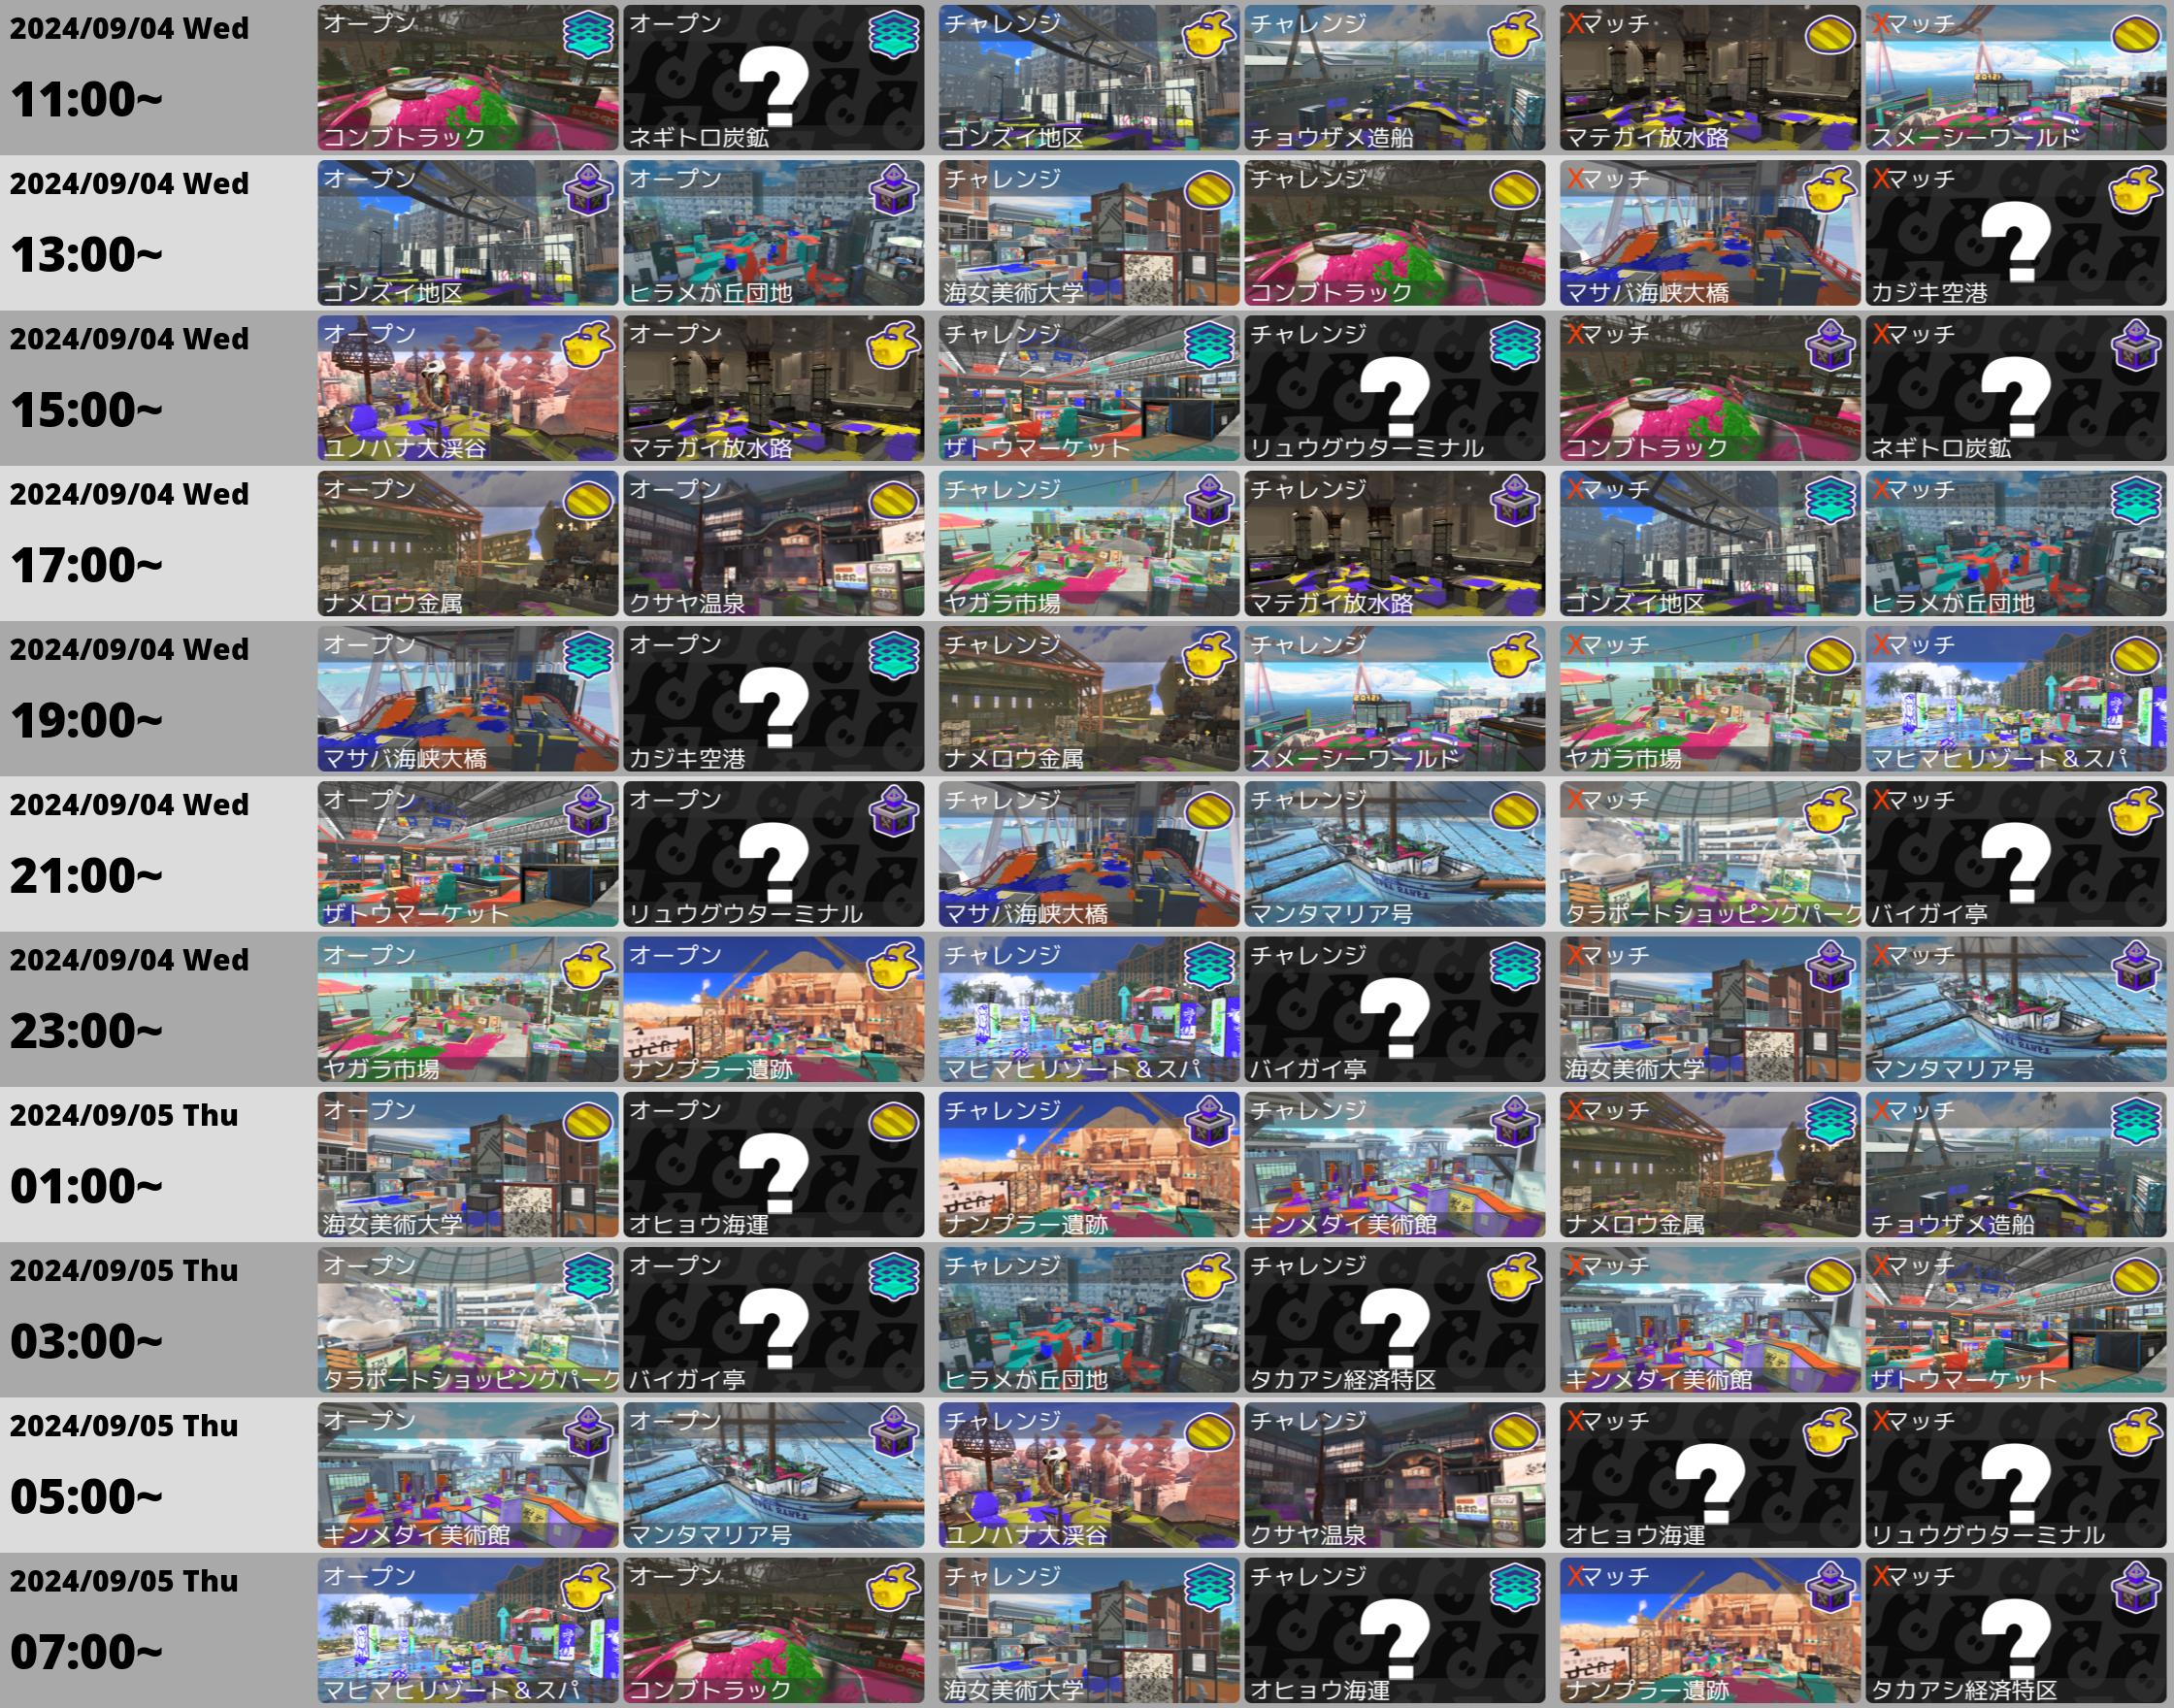 2024/09/04 Wed
11:00~
オープン
コンブトラック
オープン
ネギトロ炭鉱
チャレンジ
ゴンズイ地区
チャレンジ
チョウザメ造船
Xマッチ
マテガイ放水路
Xマッチ
スメーシーワールド
2024/09/04 Wed
13:00~
オープン
ゴンズイ地区
オープン
ヒラメが丘団地
チャレンジ
海女美術大学
チャレンジ
コンブトラック
Xマッチ
マサバ海峡大橋
Xマッチ
カジキ空港
2024/09/04 Wed
15:00~
オープン
ユノハナ大渓谷
オープン
マテガイ放水路
チャレンジ
ザトウマーケット
チャレンジ
リュウグウターミナル
Xマッチ
コンブトラック
Xマッチ
ネギトロ炭鉱
2024/09/04 Wed
17:00~
オープン
ナメロウ金属
オープン
クサヤ温泉
チャレンジ
ヤガラ市場
チャレンジ
マテガイ放水路
Xマッチ
ゴンズイ地区
Xマッチ
ヒラメが丘団地
2024/09/04 Wed
19:00~
オープン
マサバ海峡大橋
オープン
カジキ空港
チャレンジ
ナメロウ金属
チャレンジ
スメーシーワールド
Xマッチ
ヤガラ市場
Xマッチ
マヒマヒリゾート＆スパ
2024/09/04 Wed
21:00~
オープン
ザトウマーケット
オープン
リュウグウターミナル
チャレンジ
マサバ海峡大橋
チャレンジ
マンタマリア号
Xマッチ
タラポートショッピングパーク
Xマッチ
バイガイ亭
2024/09/04 Wed
23:00~
オープン
ヤガラ市場
オープン
ナンプラー遺跡
チャレンジ
マヒマヒリゾート＆スパ
チャレンジ
バイガイ亭
Xマッチ
海女美術大学
Xマッチ
マンタマリア号
2024/09/05 Thu
01:00~
オープン
海女美術大学
オープン
オヒョウ海運
チャレンジ
ナンプラー遺跡
チャレンジ
キンメダイ美術館
Xマッチ
ナメロウ金属
Xマッチ
チョウザメ造船
2024/09/05 Thu
03:00~
オープン
タラポートショッピングパーク
オープン
バイガイ亭
チャレンジ
ヒラメが丘団地
チャレンジ
タカアシ経済特区
Xマッチ
キンメダイ美術館
Xマッチ
ザトウマーケット
2024/09/05 Thu
05:00~
オープン
キンメダイ美術館
オープン
マンタマリア号
チャレンジ
ユノハナ大渓谷
チャレンジ
クサヤ温泉
Xマッチ
オヒョウ海運
Xマッチ
リュウグウターミナル
2024/09/05 Thu
07:00~
オープン
マヒマヒリゾート＆スパ
オープン
コンブトラック
チャレンジ
海女美術大学
チャレンジ
オヒョウ海運
Xマッチ
ナンプラー遺跡
Xマッチ
タカアシ経済特区